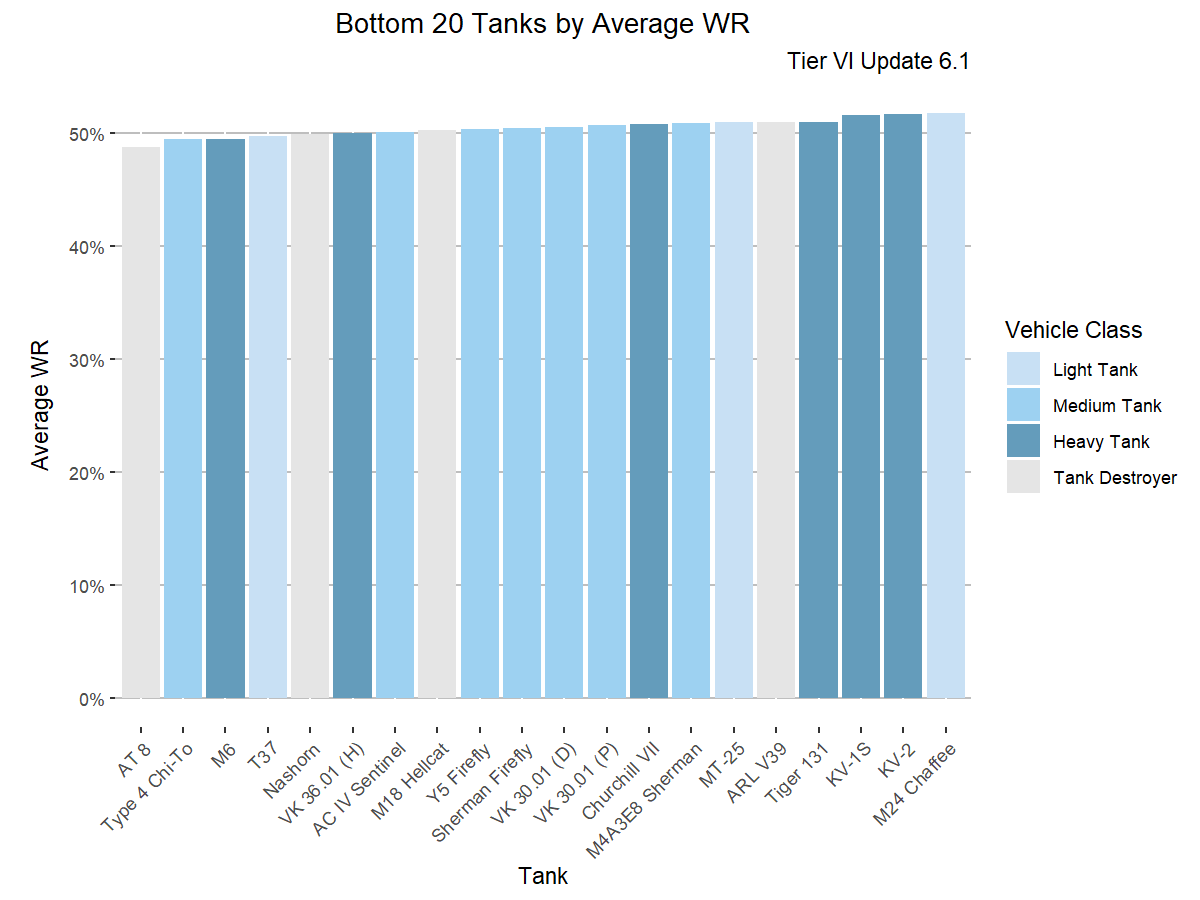 Bottom 20 Tanks by Average WR
Tier VI Update 6.1
Average WR
50%
40%
30%
20%
10%
0%
AT 8
Type 4 Chi-To
M6
T37
Nashorn
VK 36.01 (H)
AC IV Sentinel
M18 Hellcat
Y5 Firefly
Sherman Firefly
VK 30.01 (D)
VK 30.01 (P)
Churchill VII
M4A3E8 Sherman
MT-25
ARL V39
Tiger 131
KV-1S
KV-2
M24 Chaffee
Tank
Vehicle Class
Light Tank
Medium Tank
Heavy Tank
Tank Destroyer